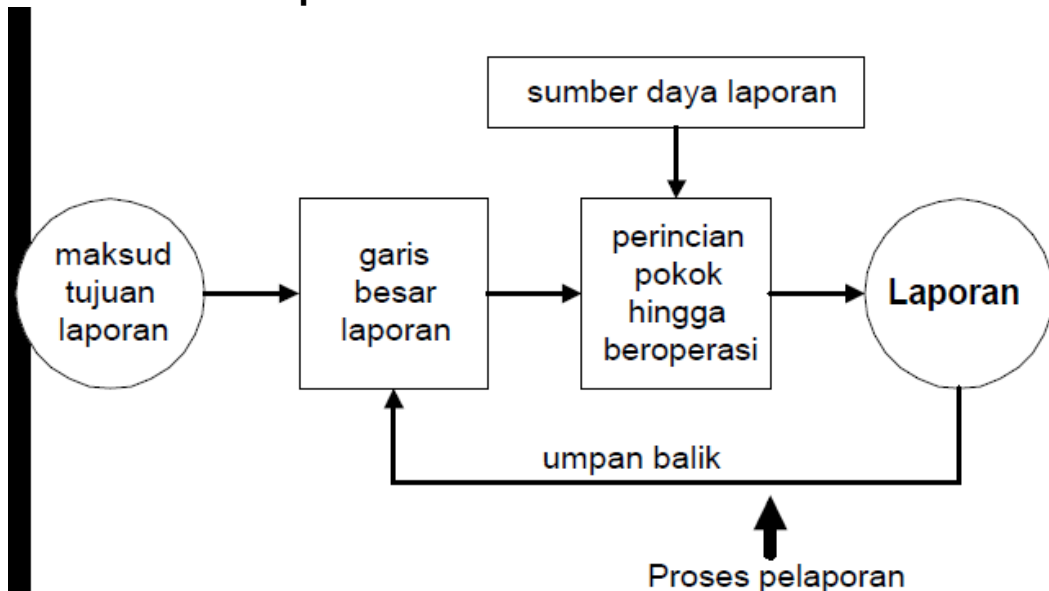 sumber daya laporan
maksud
tujuan
laporan
garis
besar
laporan
perincian
pokok
hingga
beroperasi
Laporan
umpan balik
Proses pelaporan